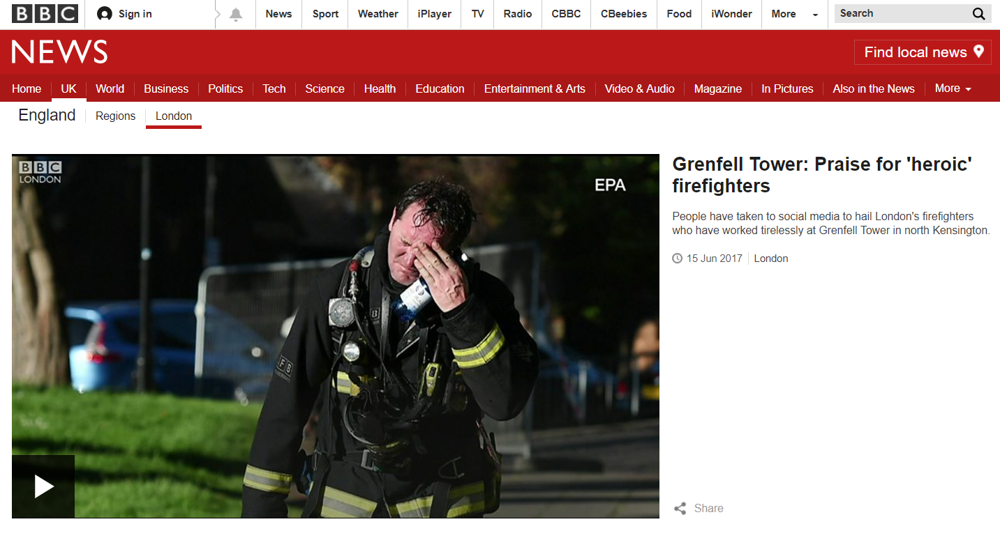 BBC
Sign in
News
Sport
Weather
iPlayer
TV
Radio
CBBC
CBeebies
Food
iWonder
More
Search
NEWS
Find local news
Home
UK
World
Business
Politics
Tech
Science
Health
Education
Entertainment & Arts
Video & Audio
Magazine
In Pictures
Also in the News
More
England
Regions
London
BBC
LONDON
EPA
FB
Grenfell Tower: Praise for 'heroic'
firefighters
People have taken to social media to hail London's firefighters
who have worked tirelessly at Grenfell Tower in north Kensington.
15 Jun 2017
London
Share